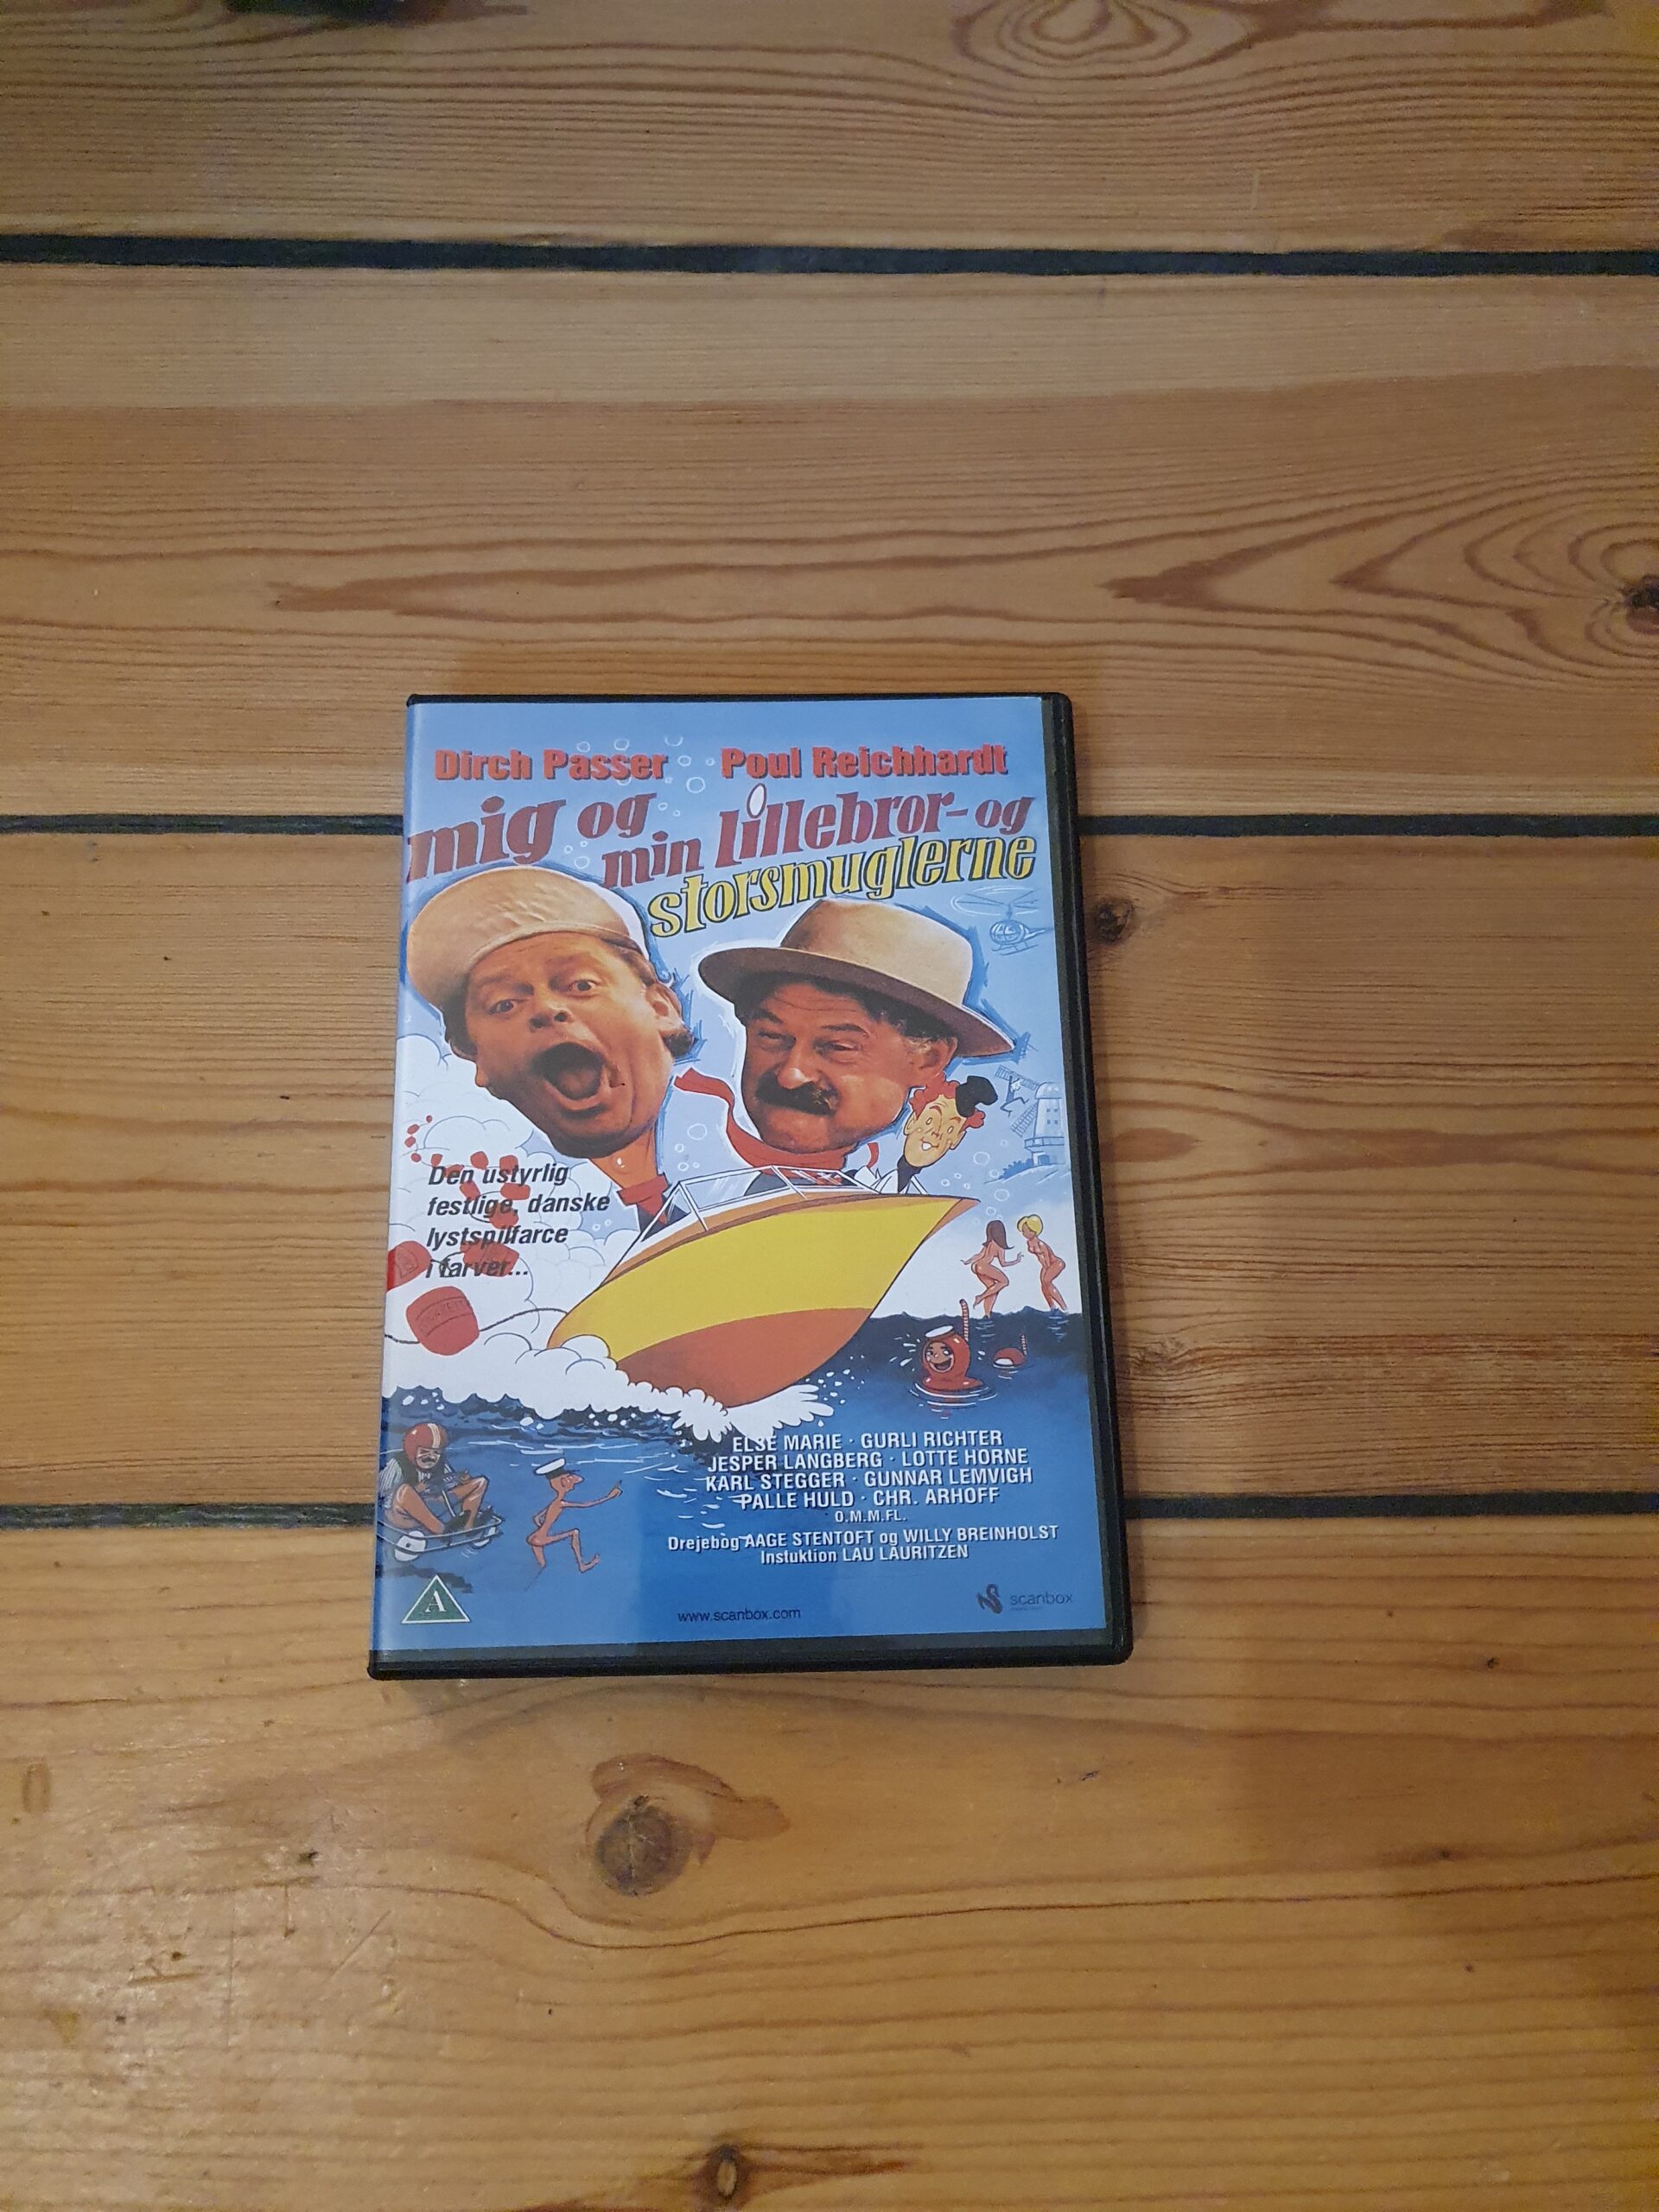 Dirch Passer Poul Reichhardt
mig og
min lillebror- og
storsmuglerne
Den ustyrlig
festlige, danske
lystspilfarce
i farver...
ELSE MARIE · GURLI RICHTER
JESPER LANGBERG · LOTTE HORNE
KARL STEGGER · GUNNAR LEMVIGH
PALLE HULD · CHR. ARHOFF
O.M.M.FL.
Drejebog AAGE STENTOFT og WILLY BREINHOLST
Instuktion LAU LAURITZEN
A
www.scanbox.com
scanbox